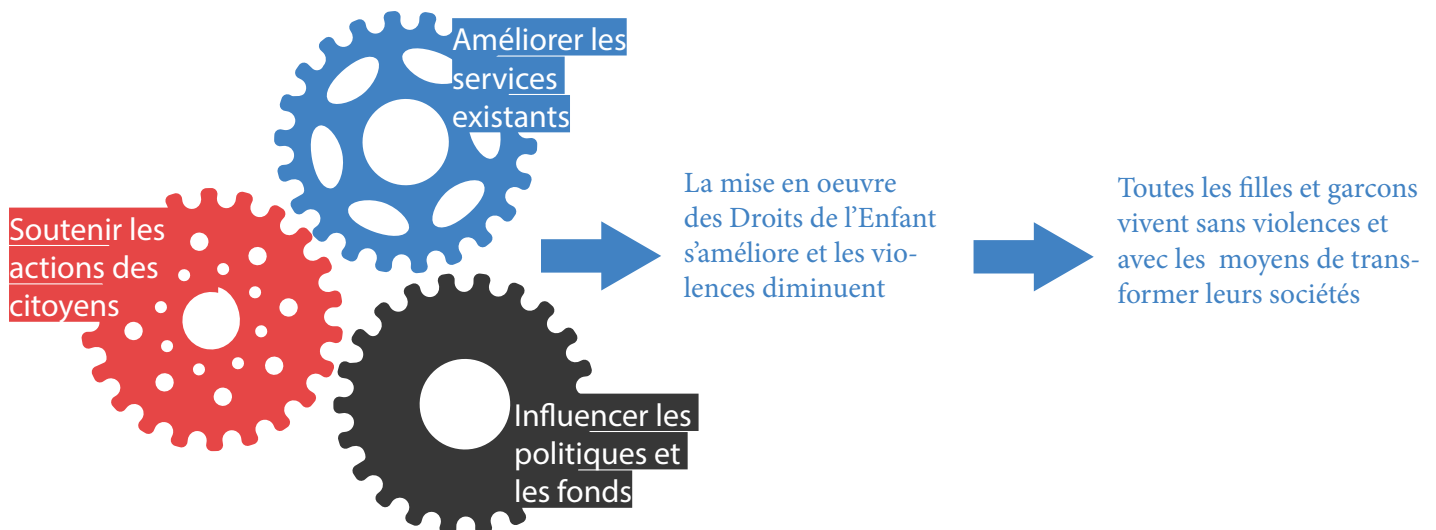 Améliorer les
services
existants
Soutenir les
actions des
citoyens
Influencer les
politiques et
les fonds
La mise en oeuvre
des Droits de l’Enfant
s’améliore et les vio-
lences diminuent
Toutes les filles et garcons
vivent sans violences et
avec les moyens de trans-
former leurs sociétés